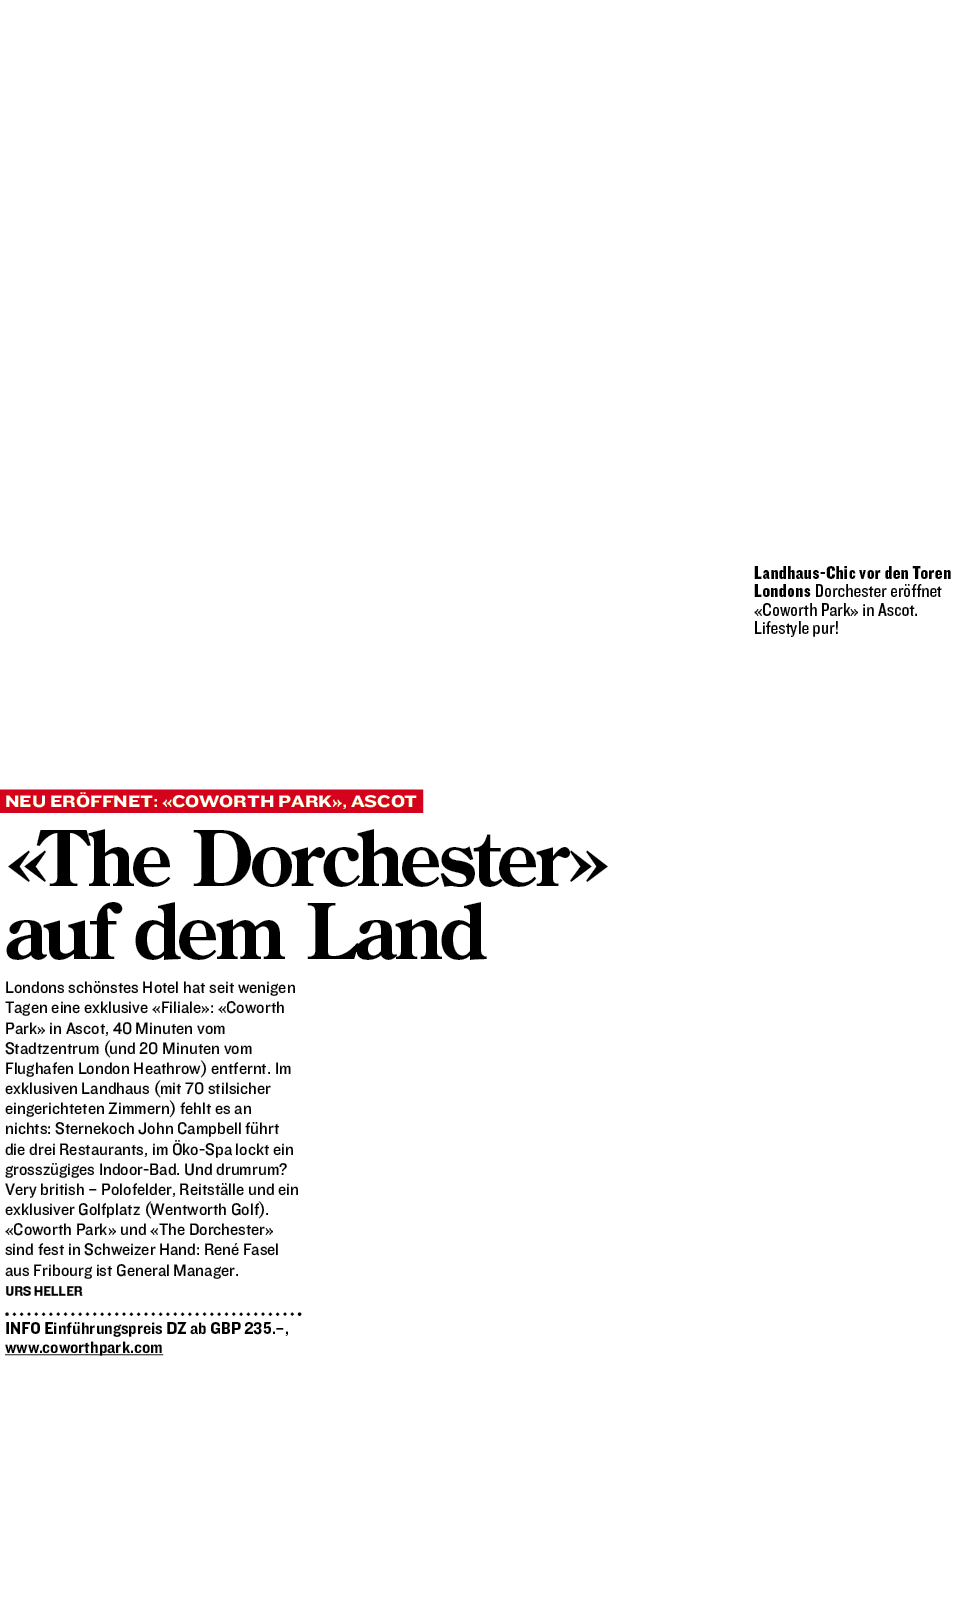 Landhaus-Chic vor den Toren
Londons Dorchester eröffnet
«Coworth Park» in Ascot.
Lifestyle pur!
NEU ERÖFFNET: «COWORTH PARK», ASCOT
«The Dorchester»
auf dem Land
Londons schönstes Hotel hat seit wenigen
Tagen eine exklusive «Filiale»: «Coworth
Park» in Ascot, 40 Minuten vom
Stadtzentrum (und 20 Minuten vom
Flughafen London Heathrow) entfernt. Im
exklusiven Landhaus (mit 70 stilsicher
eingerichteten Zimmern) fehlt es an
nichts: Sternekoch John Campbell führt
die drei Restaurants, im Öko-Spa lockt ein
grosszügiges Indoor-Bad. Und drumrum?
Very british – Polofelder, Reitställe und ein
exklusiver Golfplatz (Wentworth Golf).
«Coworth Park» und «The Dorchester»
sind fest in Schweizer Hand: René Fasel
aus Fribourg ist General Manager.
URS HELLER
INFO Einführungspreis DZ ab GBP 235.–,
www.coworthpark.com